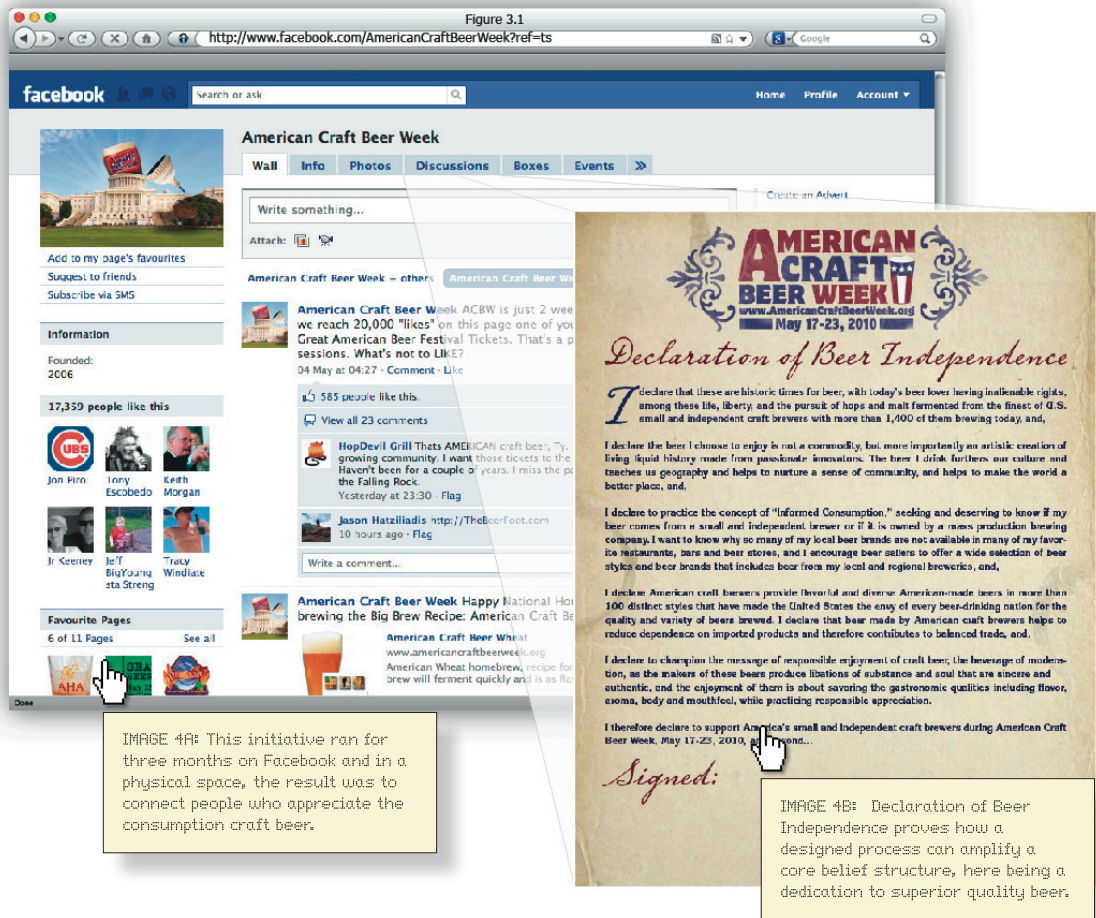 Figure 3.1
http://www.facebook.com/AmericanCraftBeerWeek?ref=ts
Google
facebook
Search or ask
Home Profile Account
American Craft Beer Week
Wall Info Photos Discussions Boxes Events »
Create an Advert
Write something...
Attach:
Add to my page's favourites
Suggest to friends
Subscribe via SMS
Information
Founded:
2006
17,359 people like this
CUBS
Jon Piro
Tony
Escobedo
Keith
Morgan
Jr Keeney
Jeff
BigYoung
sta Streng
Tracy
Windiate
Favourite Pages
6 of 11 Pages See all
AHA
Done
American Craft Beer Week – others American Craft Beer We
American Craft Beer Week ACBW is just 2 wee
we reach 20,000 "likes" on this page one of you
Great American Beer Festival Tickets. That's a p
sessions. What's not to LIKE?
04 May at 04:27 · Comment · Like
585 people like this.
View all 23 comments
HopDevil Grill Thats AMERICAN craft beer, Ty.
growing community. I want those tickets to the
Haven't been for a couple of years. I miss the pa
the Falling Rock.
Yesterday at 23:30 · Flag
Jason Hatziliadis http://TheBeerFoot.com
10 hours ago · Flag
Write a comment...
American Craft Beer Week Happy National Ho
brewing the Big Brew Recipe: American Craft Be
American Craft Beer Wheat
www.americancraftbeerweek.org
American Wheat homebrew, recipe for
brew will ferment quickly and is as fla
AMERICAN
CRAFT
BEER WEEK
www.AmericanCraftBeerWeek.org
May 17-23, 2010
Declaration of Beer Independence
I declare that these are historic times for beer, with today's beer lover having inalienable rights,
among these life, liberty, and the pursuit of hops and malt fermented from the finest of U.S.
small and independent craft brewers with more than 1,400 of them brewing today, and,
I declare the beer I choose to enjoy is not a commodity, but more importantly an artistic creation of
living liquid history made from passionate innovators. The beer I drink furthers our culture and
teaches us geography and helps to nurture a sense of community, and helps to make the world a
better place, and,
I declare to practice the concept of "Informed Consumption," seeking and deserving to know if my
beer comes from a small and independent brewer or if it is owned by a mass production brewing
company. I want to know why so many of my local beer brands are not available in many of my favor-
ite restaurants, bars and beer stores, and I encourage beer sellers to offer a wide selection of beer
styles and beer brands that includes beer from my local and regional breweries, and,
I declare American craft brewers provide flavorful and diverse American-made beers in more than
100 distinct styles that have made the United States the envy of every beer-drinking nation for the
quality and variety of beers brewed. I declare that beer made by American craft brewers helps to
reduce dependence on imported products and therefore contributes to balanced trade, and,
I declare to champion the message of responsible enjoyment of craft beer, the beverage of modera-
tion, as the makers of these beers produce libations of substance and soul that are sincere and
authentic, and the enjoyment of them is about savoring the gastronomic qualities including flavor,
aroma, body and mouthfeel, while practicing responsible appreciation.
I therefore declare to support America's small and independent craft brewers during American Craft
Beer Week, May 17-23, 2010, and beyond...
Signed:
IMAGE 4A: This initiative ran for
three months on Facebook and in a
physical space, the result was to
connect people who appreciate the
consumption craft beer.
IMAGE 4B: Declaration of Beer
Independence proves how a
designed process can amplify a
core belief structure, here being a
dedication to superior quality beer.